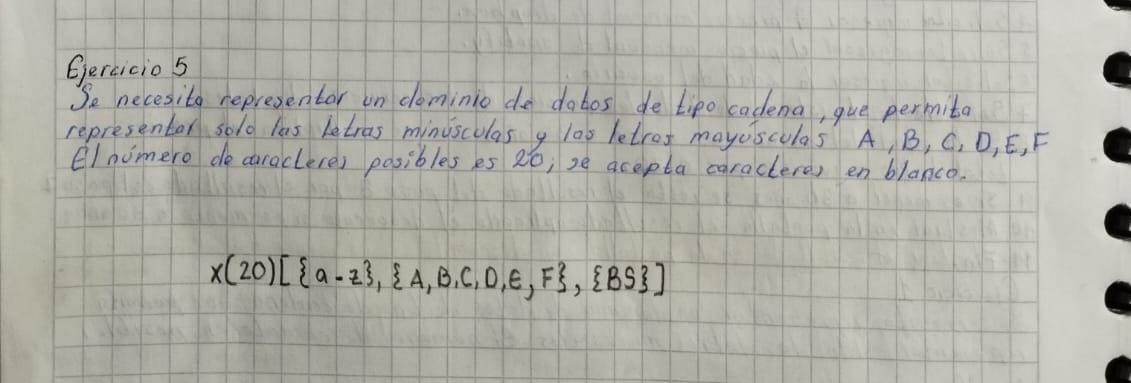 Ejercicio 5
Se necesita representar un dominio de datos de tipo cadena, que permita
representar solo las letras minúsculas y las letras mayúsculas A, B, C, D, E, F
El número de caracteres posibles es 20; se acepta caracteres en blanco.
X(20)[{a-z}, {A,B,C,D,E,F}, {BS}]